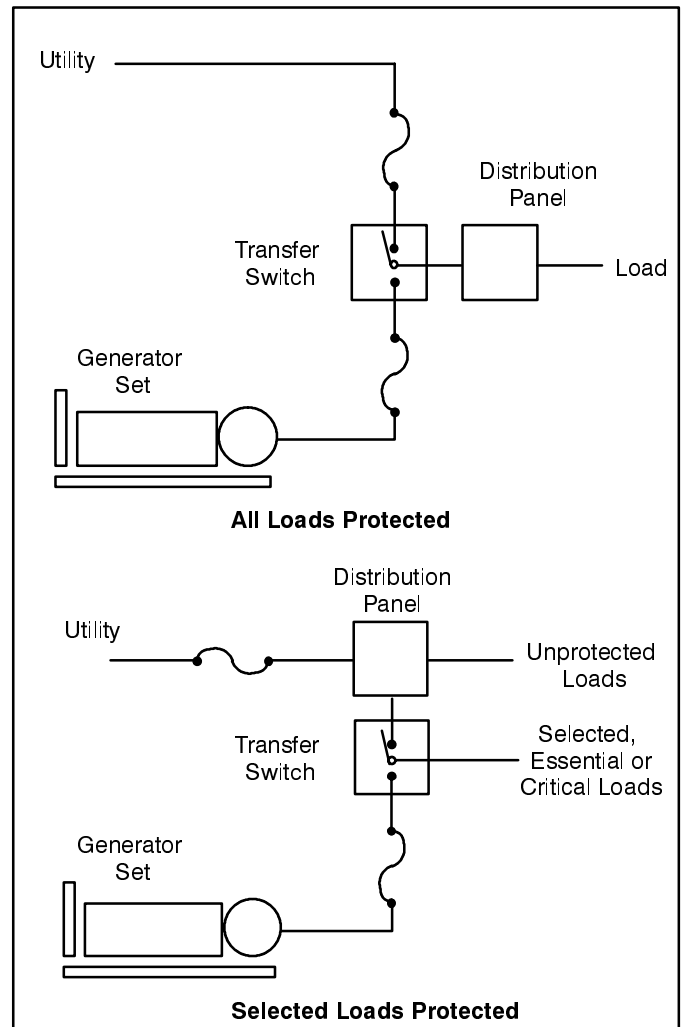 Utility
Distribution
Panel
Transfer
Switch
Load
Generator
Set
All Loads Protected
Distribution
Panel
Utility
Unprotected
Loads
Transfer
Switch
Selected,
Essential or
Critical Loads
Generator
Set
Selected Loads Protected